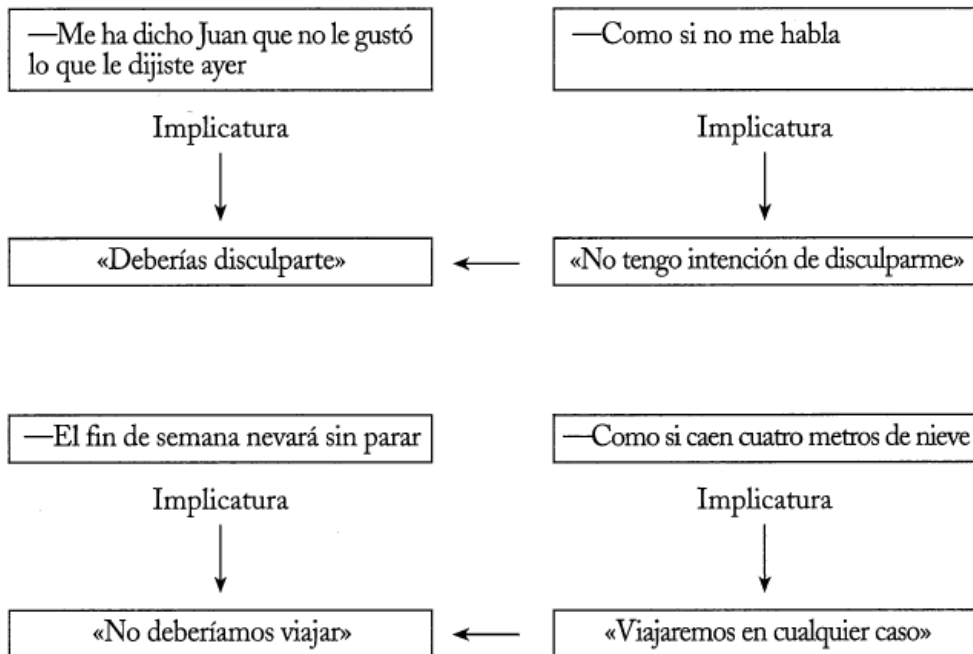 —Me ha dicho Juan que no le gustó
lo que le dijiste ayer
—Como si no me habla
Implicatura
Implicatura
«Deberías disculparte»
«No tengo intención de disculparme»
—El fin de semana nevará sin parar
—Como si caen cuatro metros de nieve
Implicatura
Implicatura
«No deberíamos viajar»
«Viajaremos en cualquier caso»